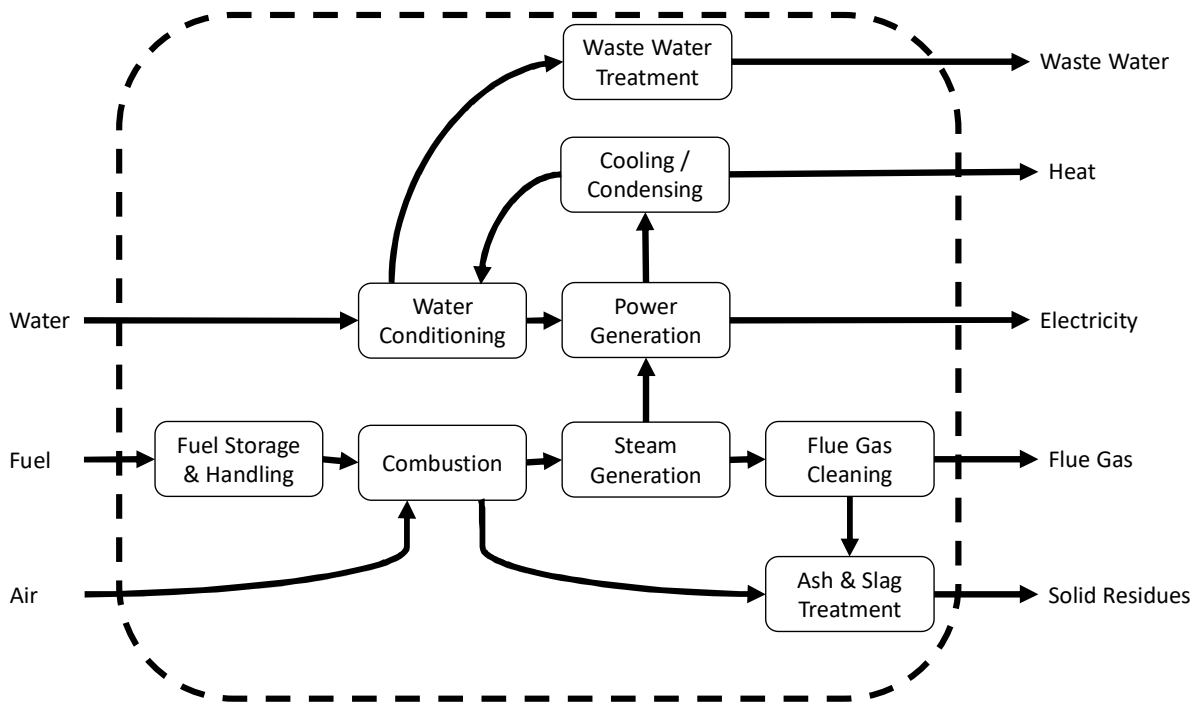 Waste Water
Treatment
Waste Water
Cooling /
Condensing
Heat
Water
Water
Conditioning
Power
Generation
Electricity
Fuel
Fuel Storage
& Handling
Combustion
Steam
Generation
Flue Gas
Cleaning
Flue Gas
Air
Ash & Slag
Treatment
Solid Residues